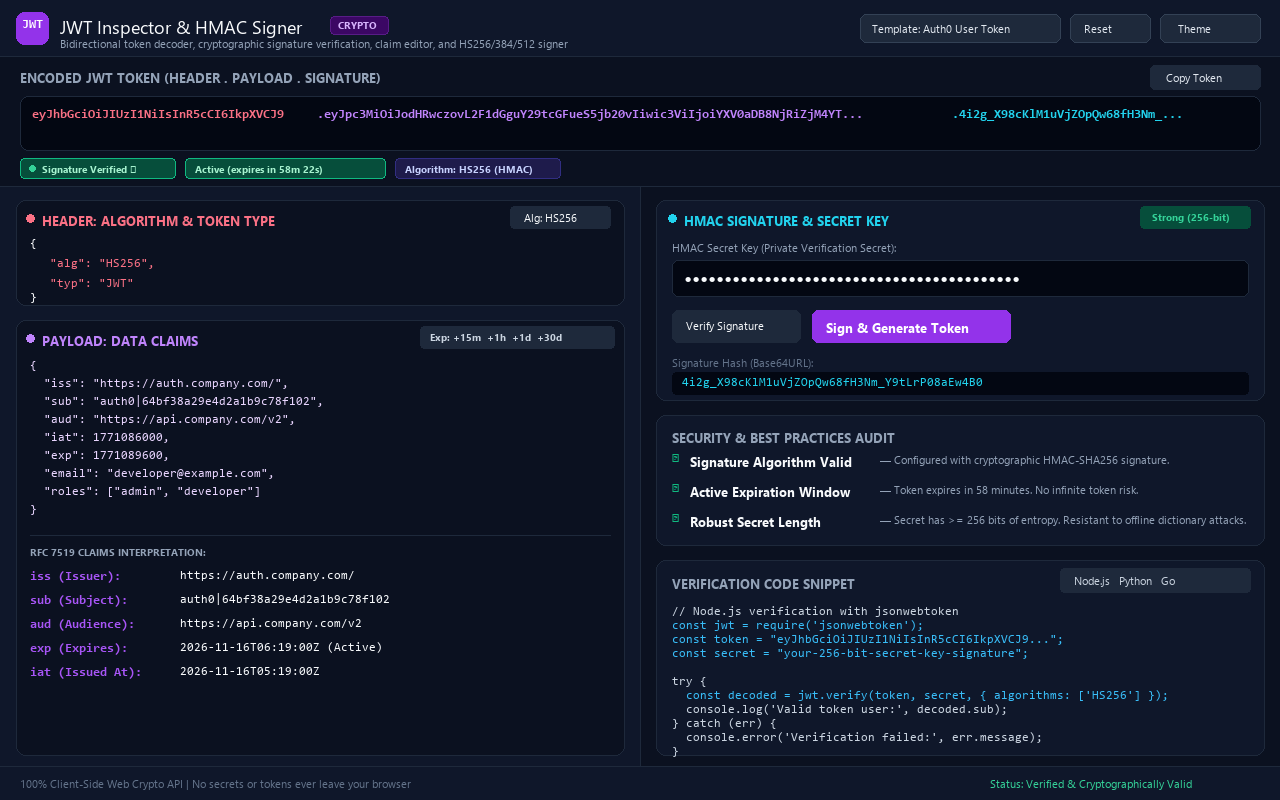 JWT
JWT Inspector & HMAC Signer
CRYPTO
Bidirectional token decoder, cryptographic signature verification, claim editor, and HS256/384/512 signer
Template: Auth0 User Token
Reset
Theme
ENCODED JWT TOKEN (HEADER . PAYLOAD . SIGNATURE)
Copy Token
eyJhbGciOiJIUzI1NiIsInR5cCI6IkpXVCJ9 .eyJpc3MiOiJodHRwczovL2F1dGguY29tcGFueS5jb20vIiwic3ViIjoiYXV0aDB8NjRiZjM4YT... .4i2g_X98cKlM1uVjZOpQw68fH3Nm_...
Signature Verified
Active (expires in 58m 22s)
Algorithm: HS256 (HMAC)
HEADER: ALGORITHM & TOKEN TYPE
Alg: HS256
{
"alg": "HS256",
"typ": "JWT"
}
PAYLOAD: DATA CLAIMS
Exp: +15m +1h +1d +30d
{
"iss": "https://auth.company.com/",
"sub": "auth0|64bf38a29e4d2a1b9c78f102",
"aud": "https://api.company.com/v2",
"iat": 1771086000,
"exp": 1771089600,
"email": "developer@example.com",
"roles": ["admin", "developer"]
}
RFC 7519 CLAIMS INTERPRETATION:
iss (Issuer): https://auth.company.com/
sub (Subject): auth0|64bf38a29e4d2a1b9c78f102
aud (Audience): https://api.company.com/v2
exp (Expires): 2026-11-16T06:19:00Z (Active)
iat (Issued At): 2026-11-16T05:19:00Z
HMAC SIGNATURE & SECRET KEY
Strong (256-bit)
HMAC Secret Key (Private Verification Secret):
Verify Signature
Sign & Generate Token
Signature Hash (Base64URL):
4i2g_X98cKlM1uVjZOpQw68fH3Nm_Y9tLrP08aEw4B0
SECURITY & BEST PRACTICES AUDIT
Signature Algorithm Valid — Configured with cryptographic HMAC-SHA256 signature.
Active Expiration Window — Token expires in 58 minutes. No infinite token risk.
Robust Secret Length — Secret has >= 256 bits of entropy. Resistant to offline dictionary attacks.
VERIFICATION CODE SNIPPET
Node.js Python Go
// Node.js verification with jsonwebtoken
const jwt = require('jsonwebtoken');
const token = "eyJhbGciOiJIUzI1NiIsInR5cCI6IkpXVCJ9...";
const secret = "your-256-bit-secret-key-signature";
try {
const decoded = jwt.verify(token, secret, { algorithms: ['HS256'] });
console.log('Valid token user:', decoded.sub);
} catch (err) {
console.error('Verification failed:', err.message);
}
100% Client-Side Web Crypto API | No secrets or tokens ever leave your browser
Status: Verified & Cryptographically Valid